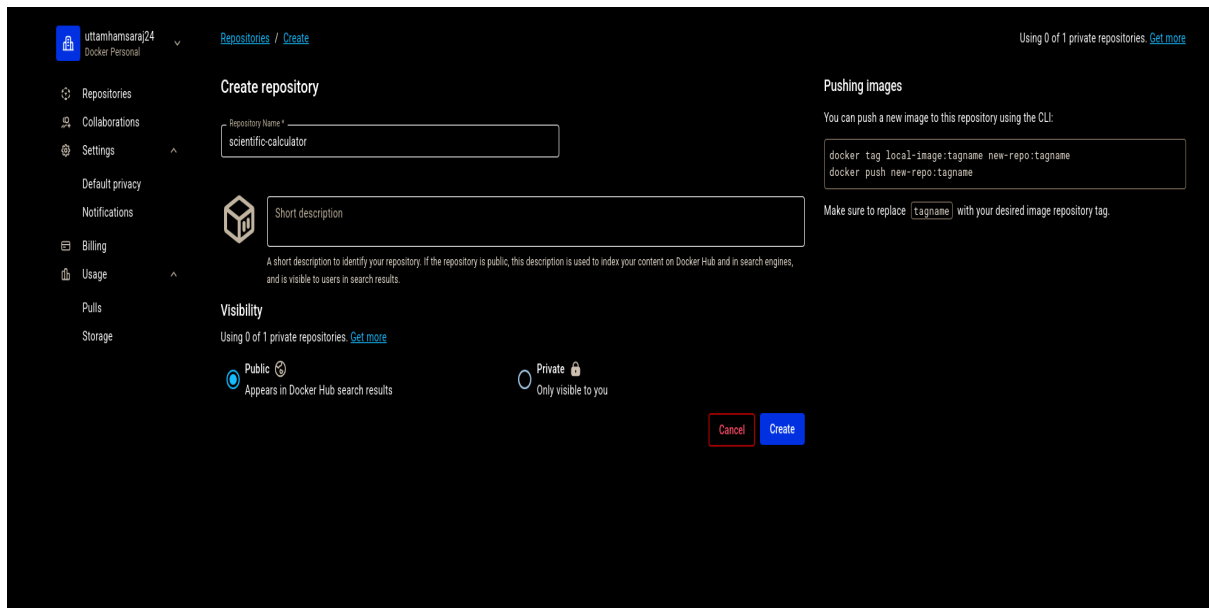 uttamhamsaraj24
Docker Personal
Repositories
Collaborations
Settings
Default privacy
Notifications
Billing
Usage
Pulls
Storage
Repositories / Create
Using 0 of 1 private repositories. Get more
Create repository
Repository Name *
scientific-calculator
Short description
A short description to identify your repository. If the repository is public, this description is used to index your content on Docker Hub and in search engines,
and is visible to users in search results.
Visibility
Using 0 of 1 private repositories. Get more
Public
Appears in Docker Hub search results
Private
Only visible to you
Cancel
Create
Pushing images
You can push a new image to this repository using the CLI:
docker tag local-image:tagname new-repo:tagname
docker push new-repo:tagname
Make sure to replace tagname with your desired image repository tag.